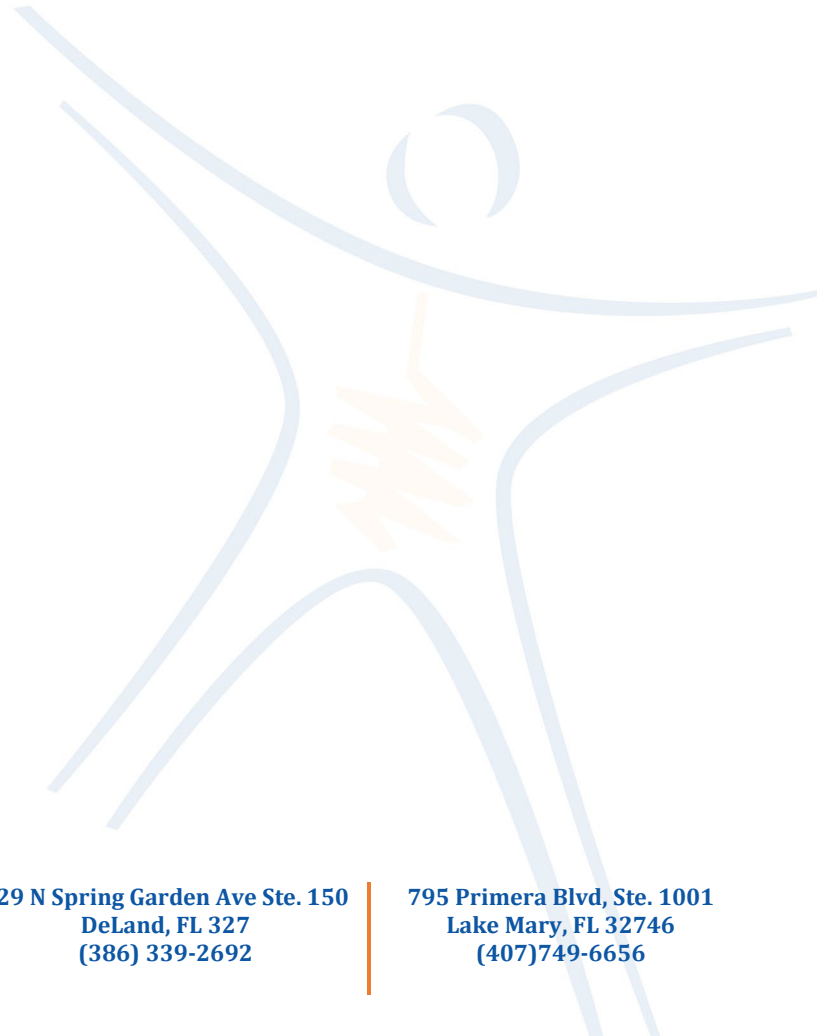 29 N Spring Garden Ave Ste. 150
DeLand, FL 327
(386) 339-2692
795 Primera Blvd, Ste. 1001
Lake Mary, FL 32746
(407)749-6656